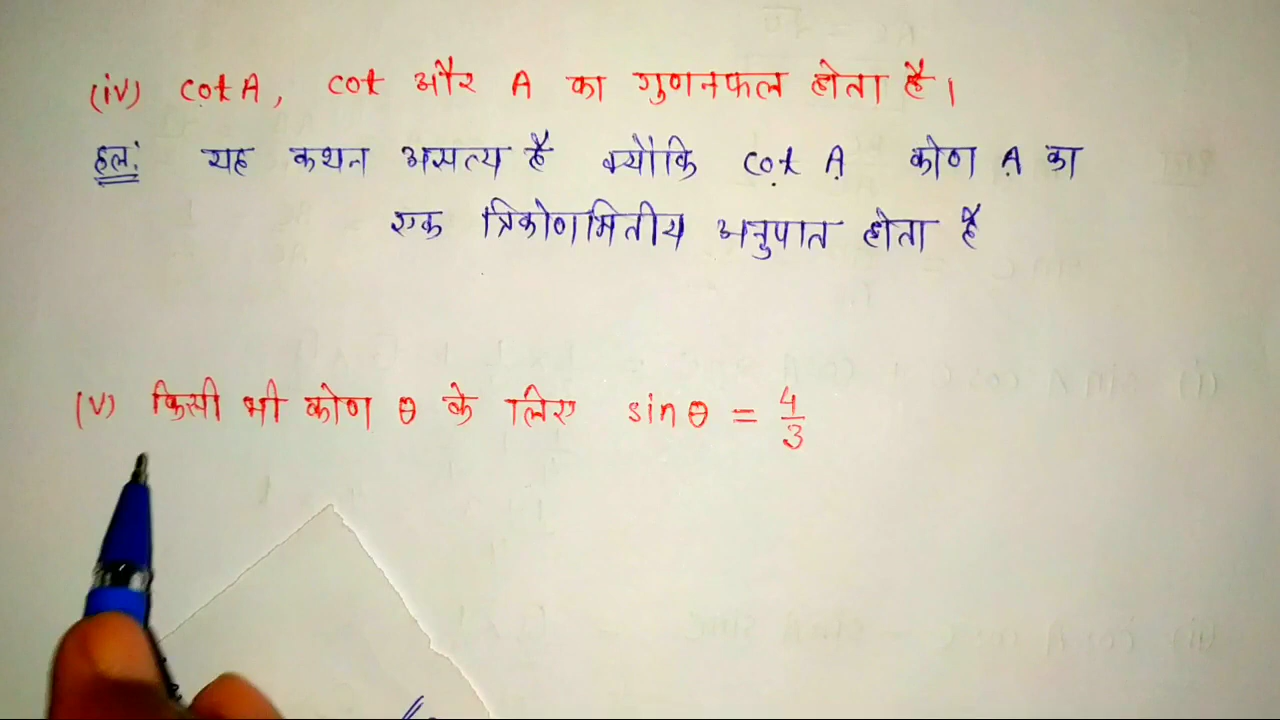 (iv) cot A, cot और A का गुणनफल होता है।
हल: यह कथन असत्य है क्योंकि cot A कोण A का
एक त्रिकोणमितीय अनुपात होता है
(v) किसी भी कोण θ के लिए sin θ = 4/3